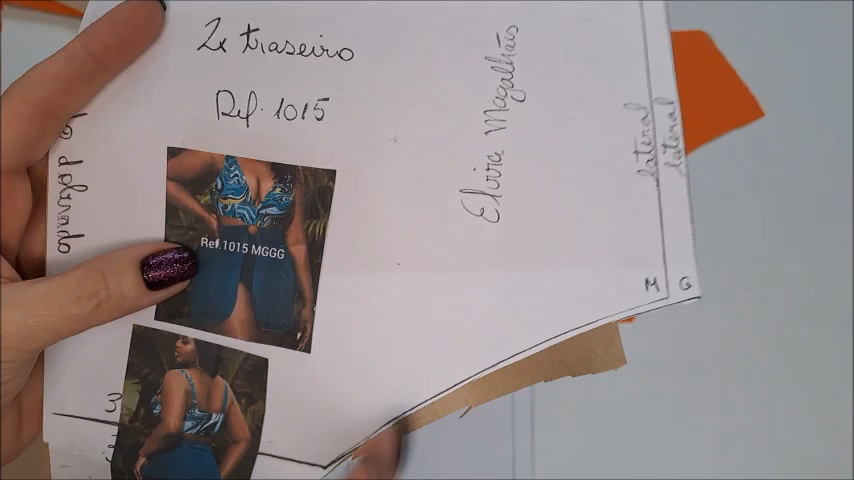 2x traseiro
Ref. 1015
Elvira Magalhães
lateral
lateral
M G
Ref.1015 MGGG